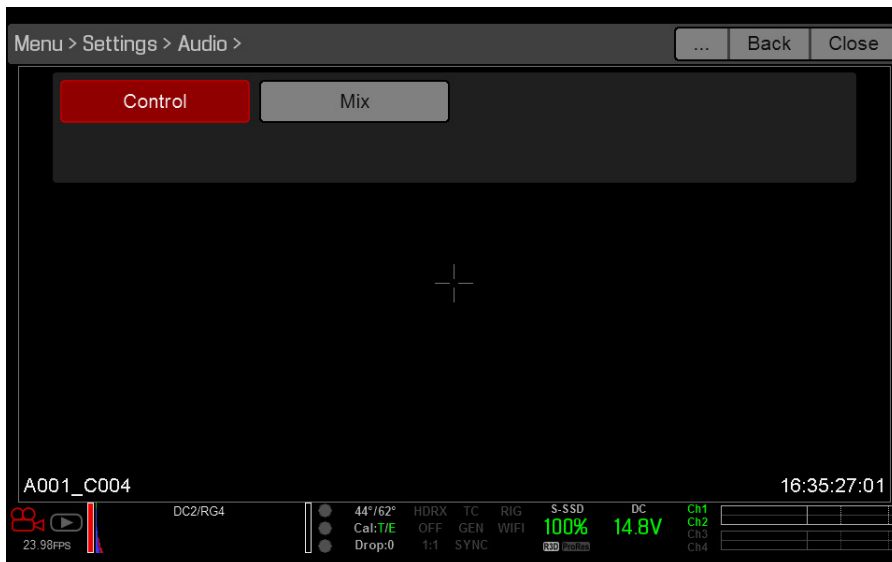 Menu > Settings > Audio >
... Back Close
Control Mix
A001_C004
16:35:27:01
23.98FPS
DC2/RG4
44°/62° HDRX TC RIG
Cal:T/E OFF GEN WIFI
Drop:0 1:1 SYNC
S-SSD
100%
R3D ProRes
DC
14.8V
Ch1
Ch2
Ch3
Ch4